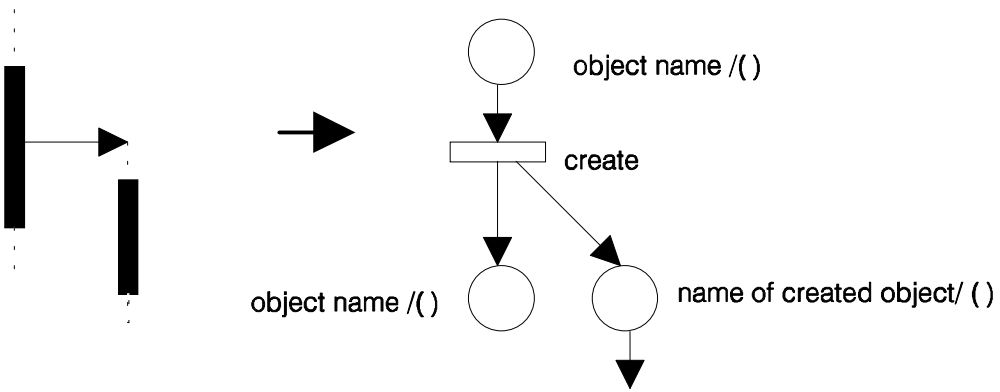 object name /( )
create
object name /( )
name of created object/ ( )